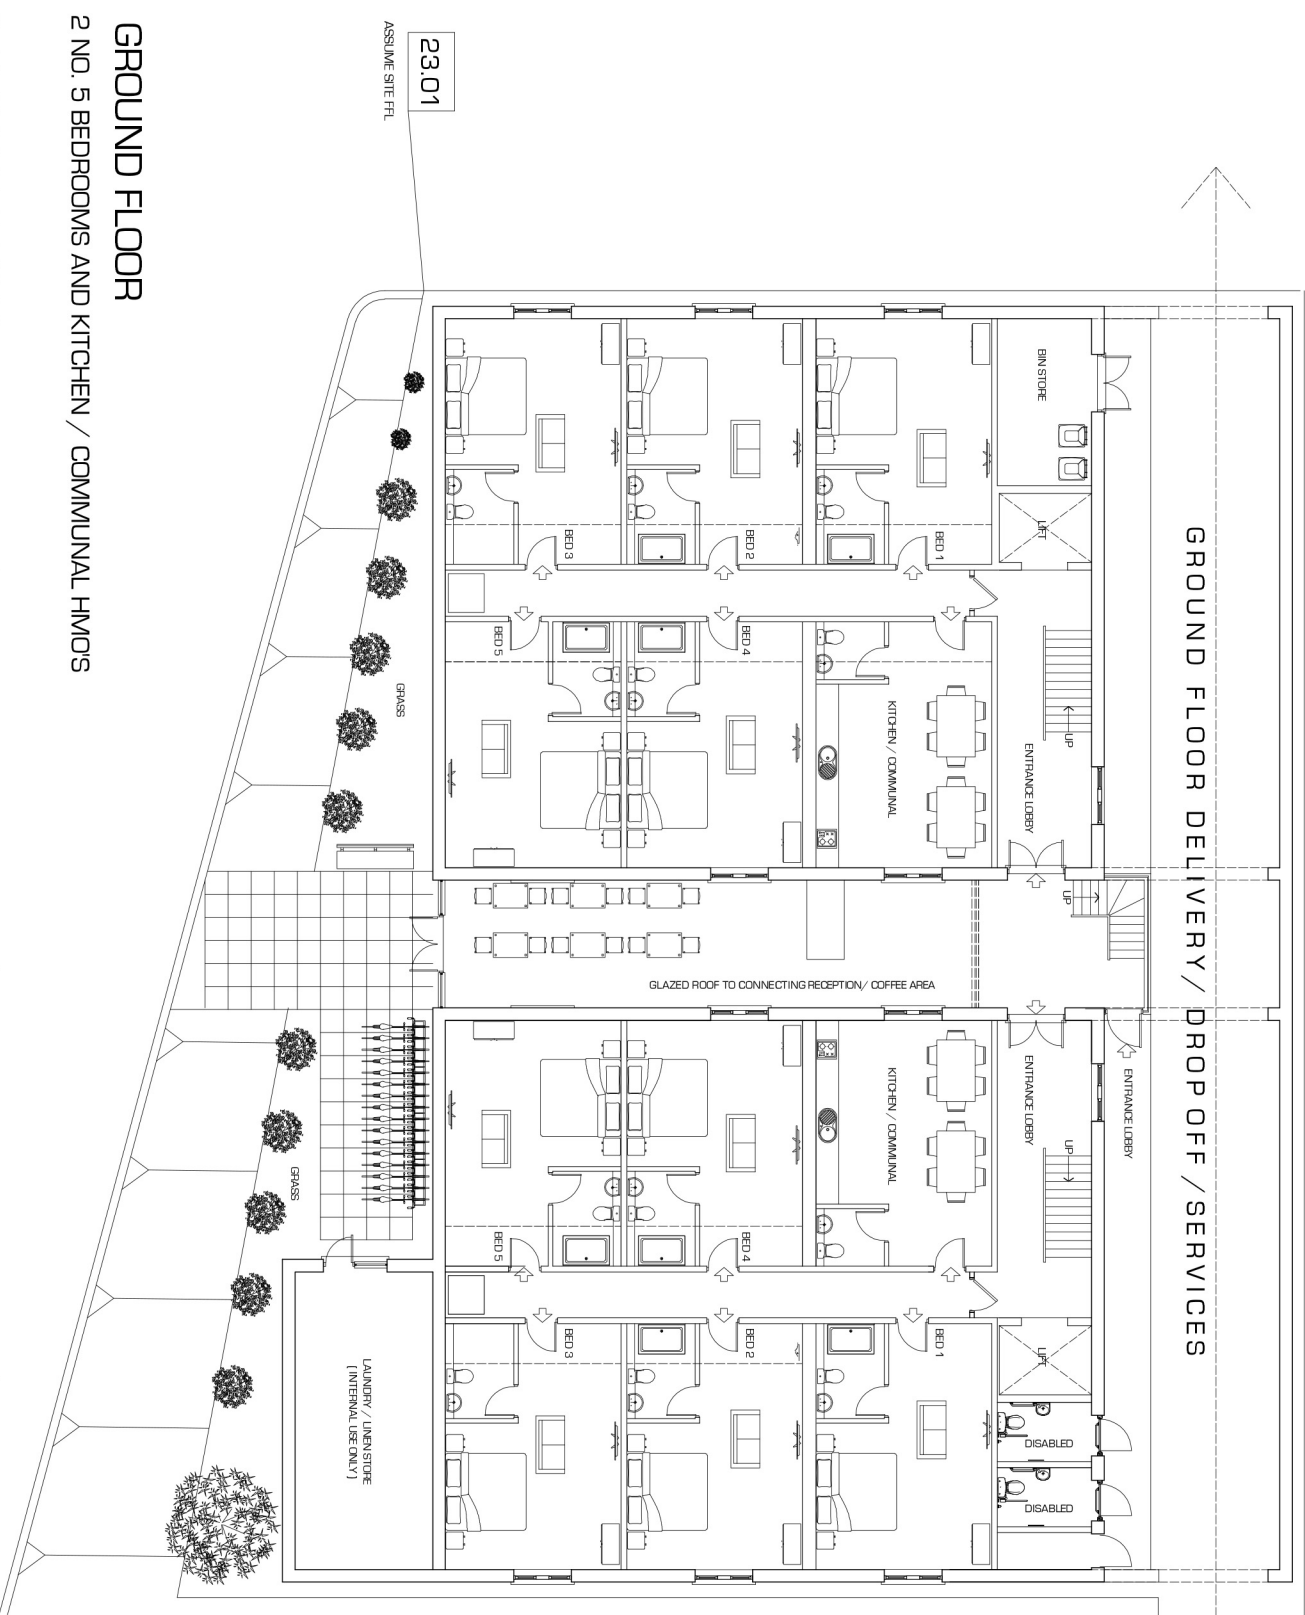 GROUND FLOOR
2 NO. 5 BEDROOMS AND KITCHEN / COMMUNAL HMO'S
23.01
ASSUME SITE FFL
GROUND FLOOR DELIVERY / DROP OFF / SERVICES
BIN STORE
LIFT
BED 1
BED 2
BED 3
BED 4
BED 5
KITCHEN / COMMUNAL
UP
ENTRANCE LOBBY
GRASS
UP
GLAZED ROOF TO CONNECTING RECEPTION/ COFFEE AREA
ENTRANCE LOBBY
ENTRANCE LOBBY
UP
KITCHEN / COMMUNAL
BED 4
BED 5
GRASS
BED 1
BED 2
BED 3
LIFT
DISABLED
DISABLED
LAUNDRY / LINEN STORE
[ INTERNAL USE ONLY ]